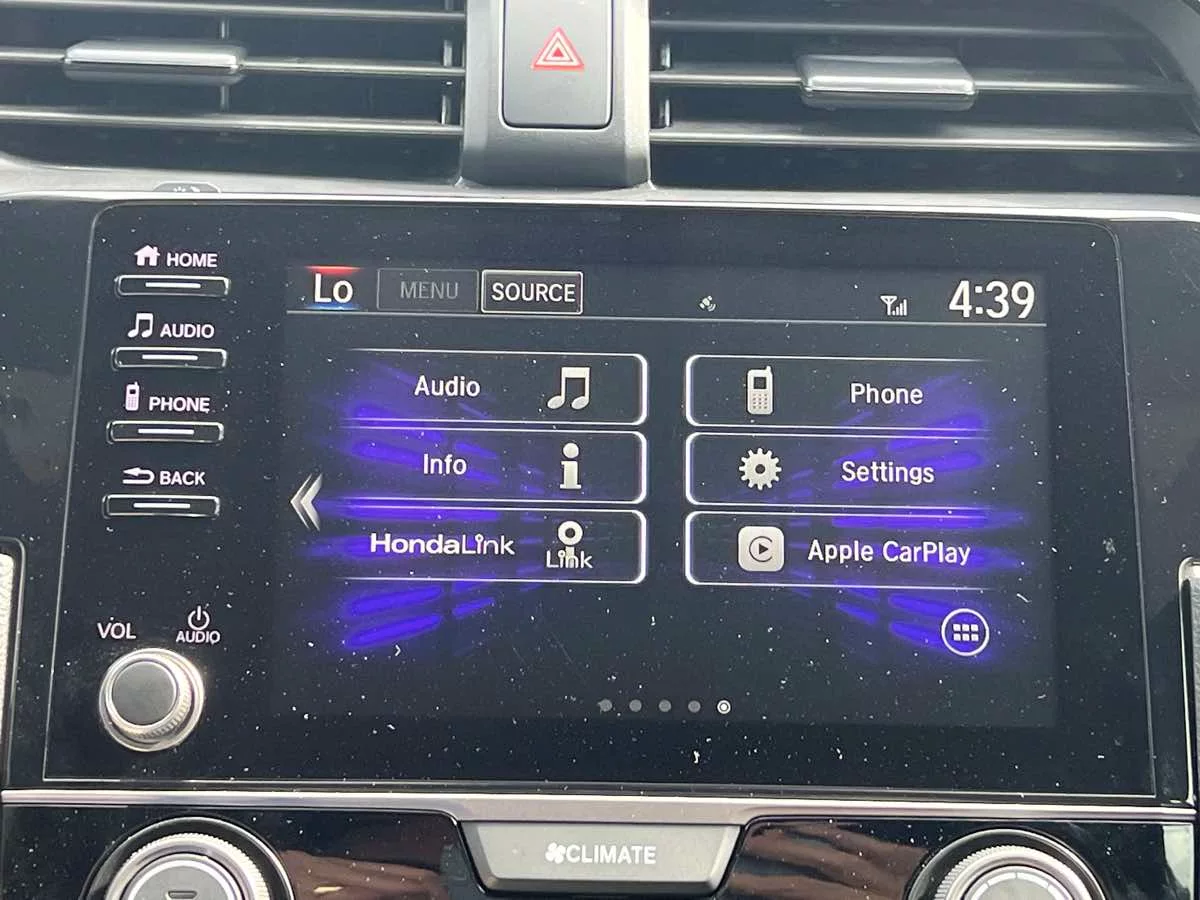 HOME
AUDIO
PHONE
BACK
VOL
AUDIO
Lo MENU SOURCE 4:39
Audio
Phone
Info
Settings
HondaLink
Link
Apple CarPlay
CLIMATE